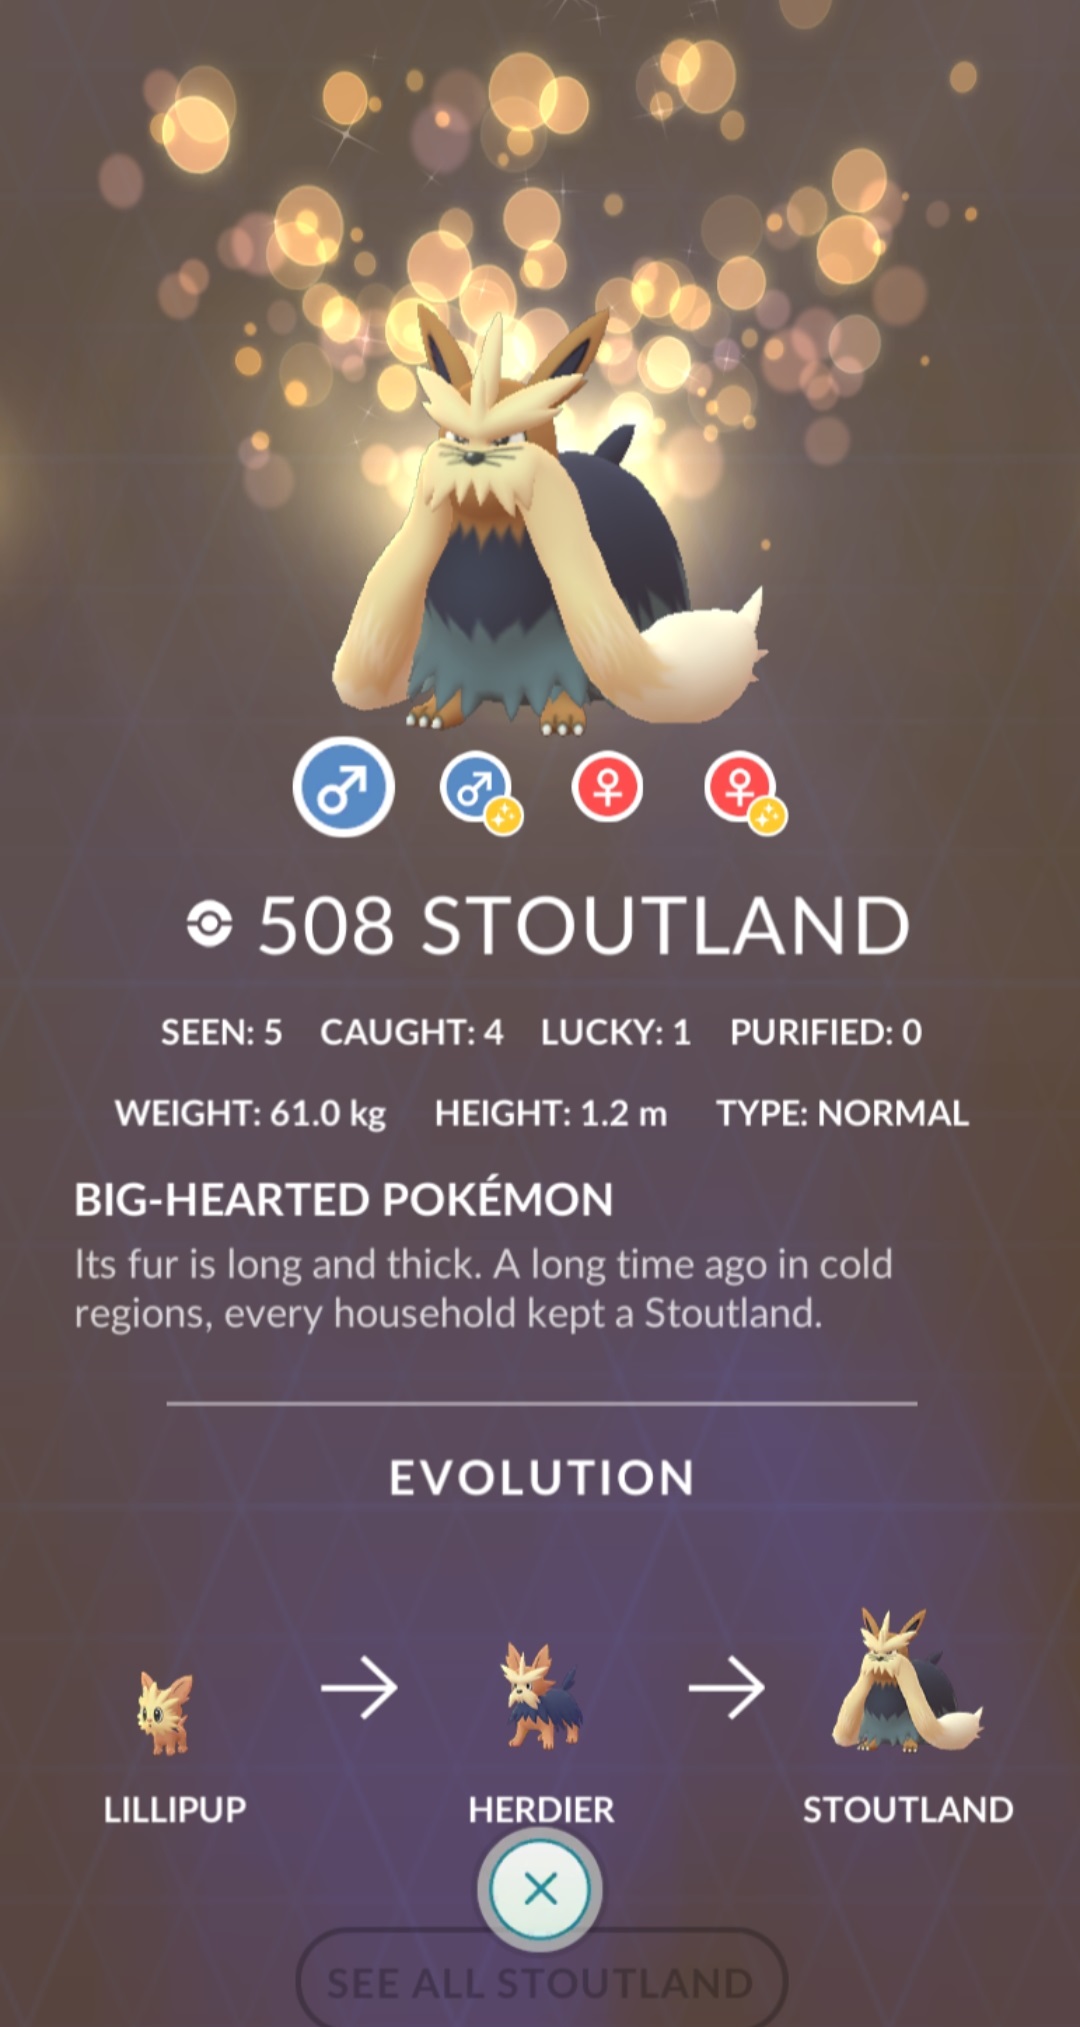 508 STOUTLAND
SEEN: 5 CAUGHT: 4 LUCKY: 1 PURIFIED: 0
WEIGHT: 61.0 kg HEIGHT: 1.2 m TYPE: NORMAL
BIG-HEARTED POKÉMON
Its fur is long and thick. A long time ago in cold
regions, every household kept a Stoutland.
EVOLUTION
LILLIPUP HERDIER STOUTLAND
SEE ALL STOUTLAND